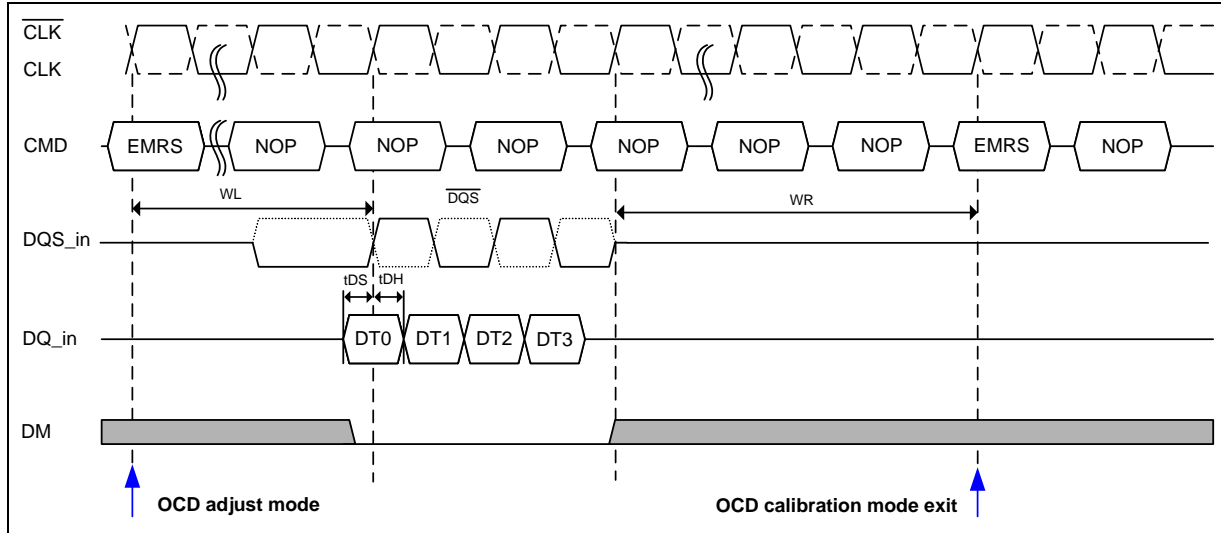 CLK
CLK
CMD EMRS NOP NOP NOP NOP NOP NOP EMRS NOP
WL DQS WR
DQS_in
tDS tDH
DQ_in DT0 DT1 DT2 DT3
DM
OCD adjust mode OCD calibration mode exit